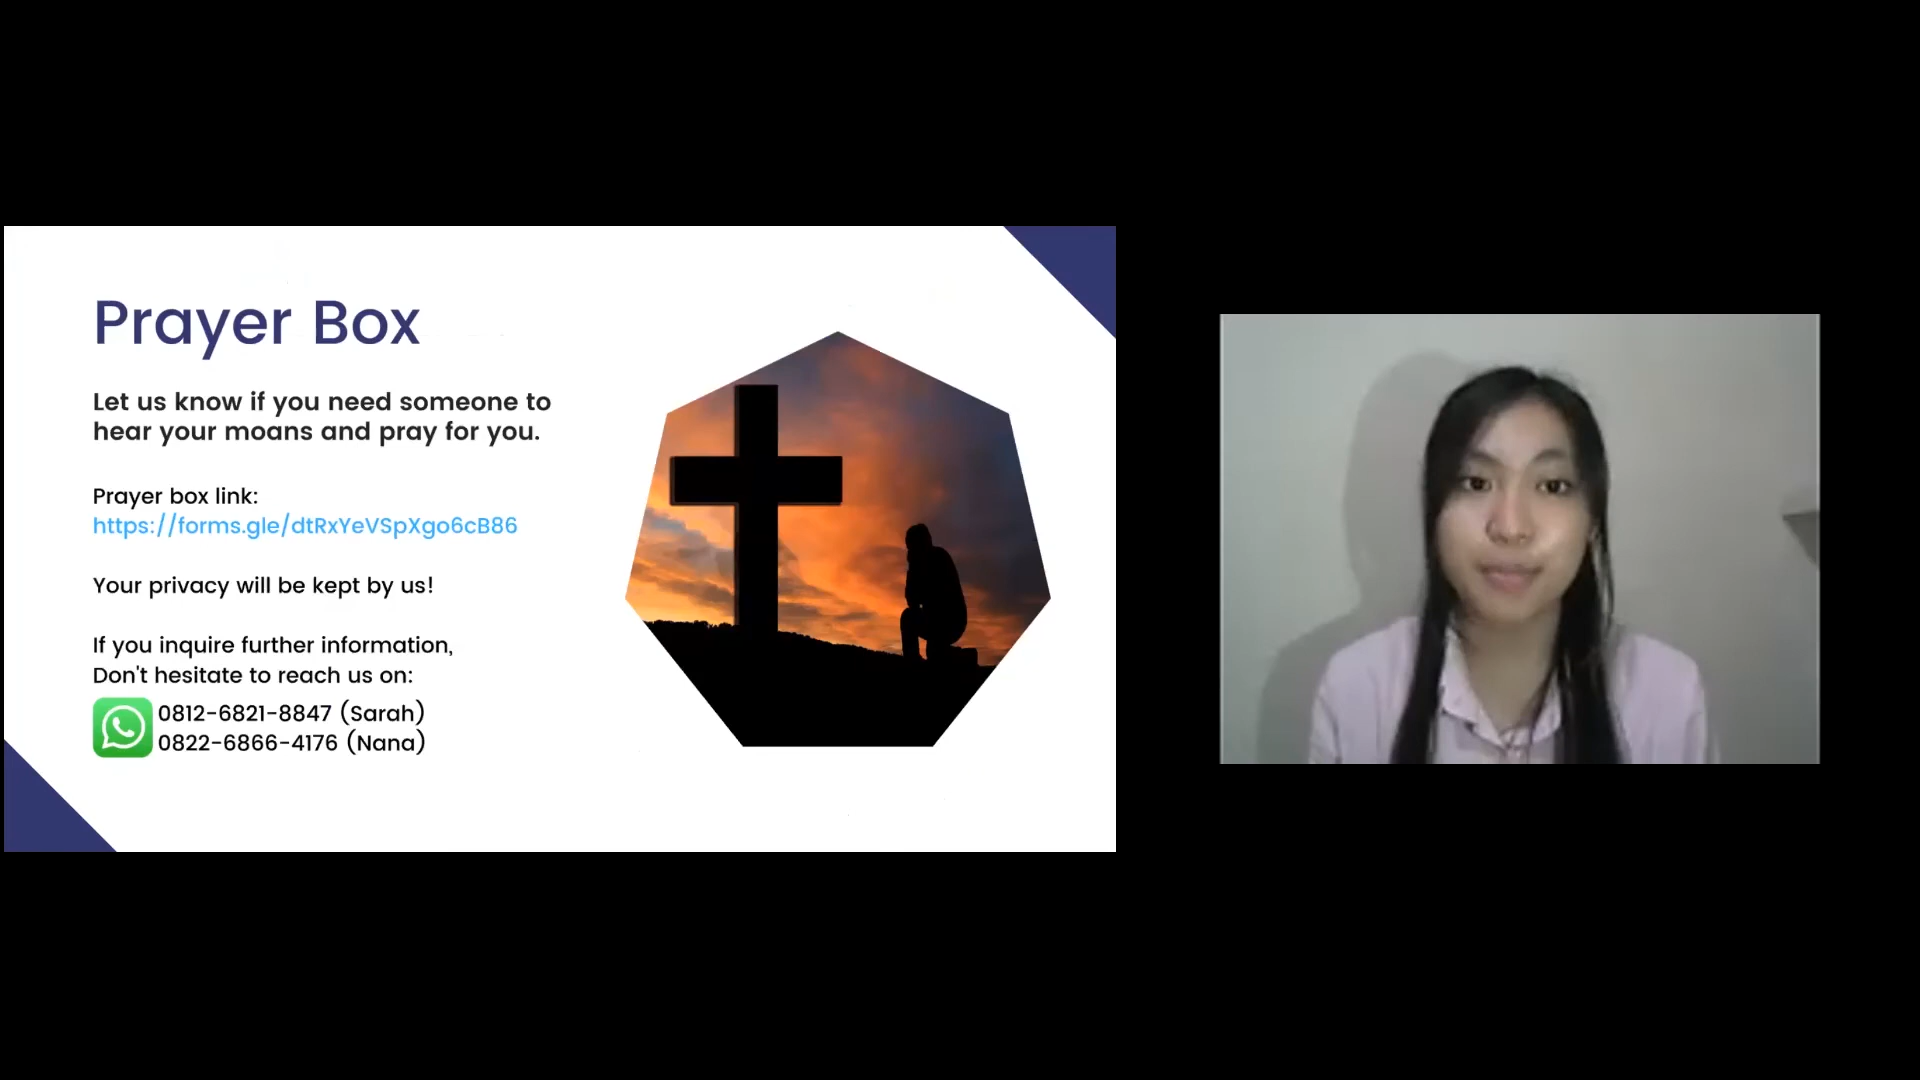 Prayer Box
Let us know if you need someone to
hear your moans and pray for you.
Prayer box link:
https://forms.gle/dtRxYeVSpXgo6cB86
Your privacy will be kept by us!
If you inquire further information,
Don't hesitate to reach us on:
0812-6821-8847 (Sarah)
0822-6866-4176 (Nana)